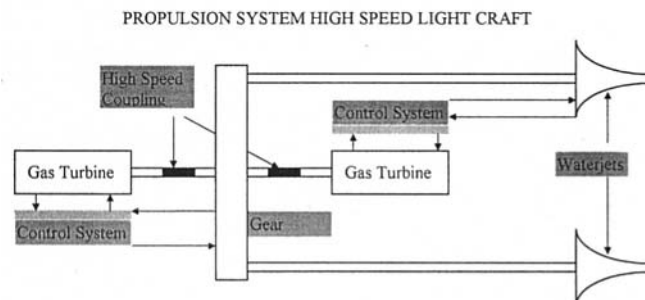 PROPULSION SYSTEM HIGH SPEED LIGHT CRAFT
High Speed
Coupling
Control System
Gas Turbine
Gas Turbine
Waterjets
Control System
Gear